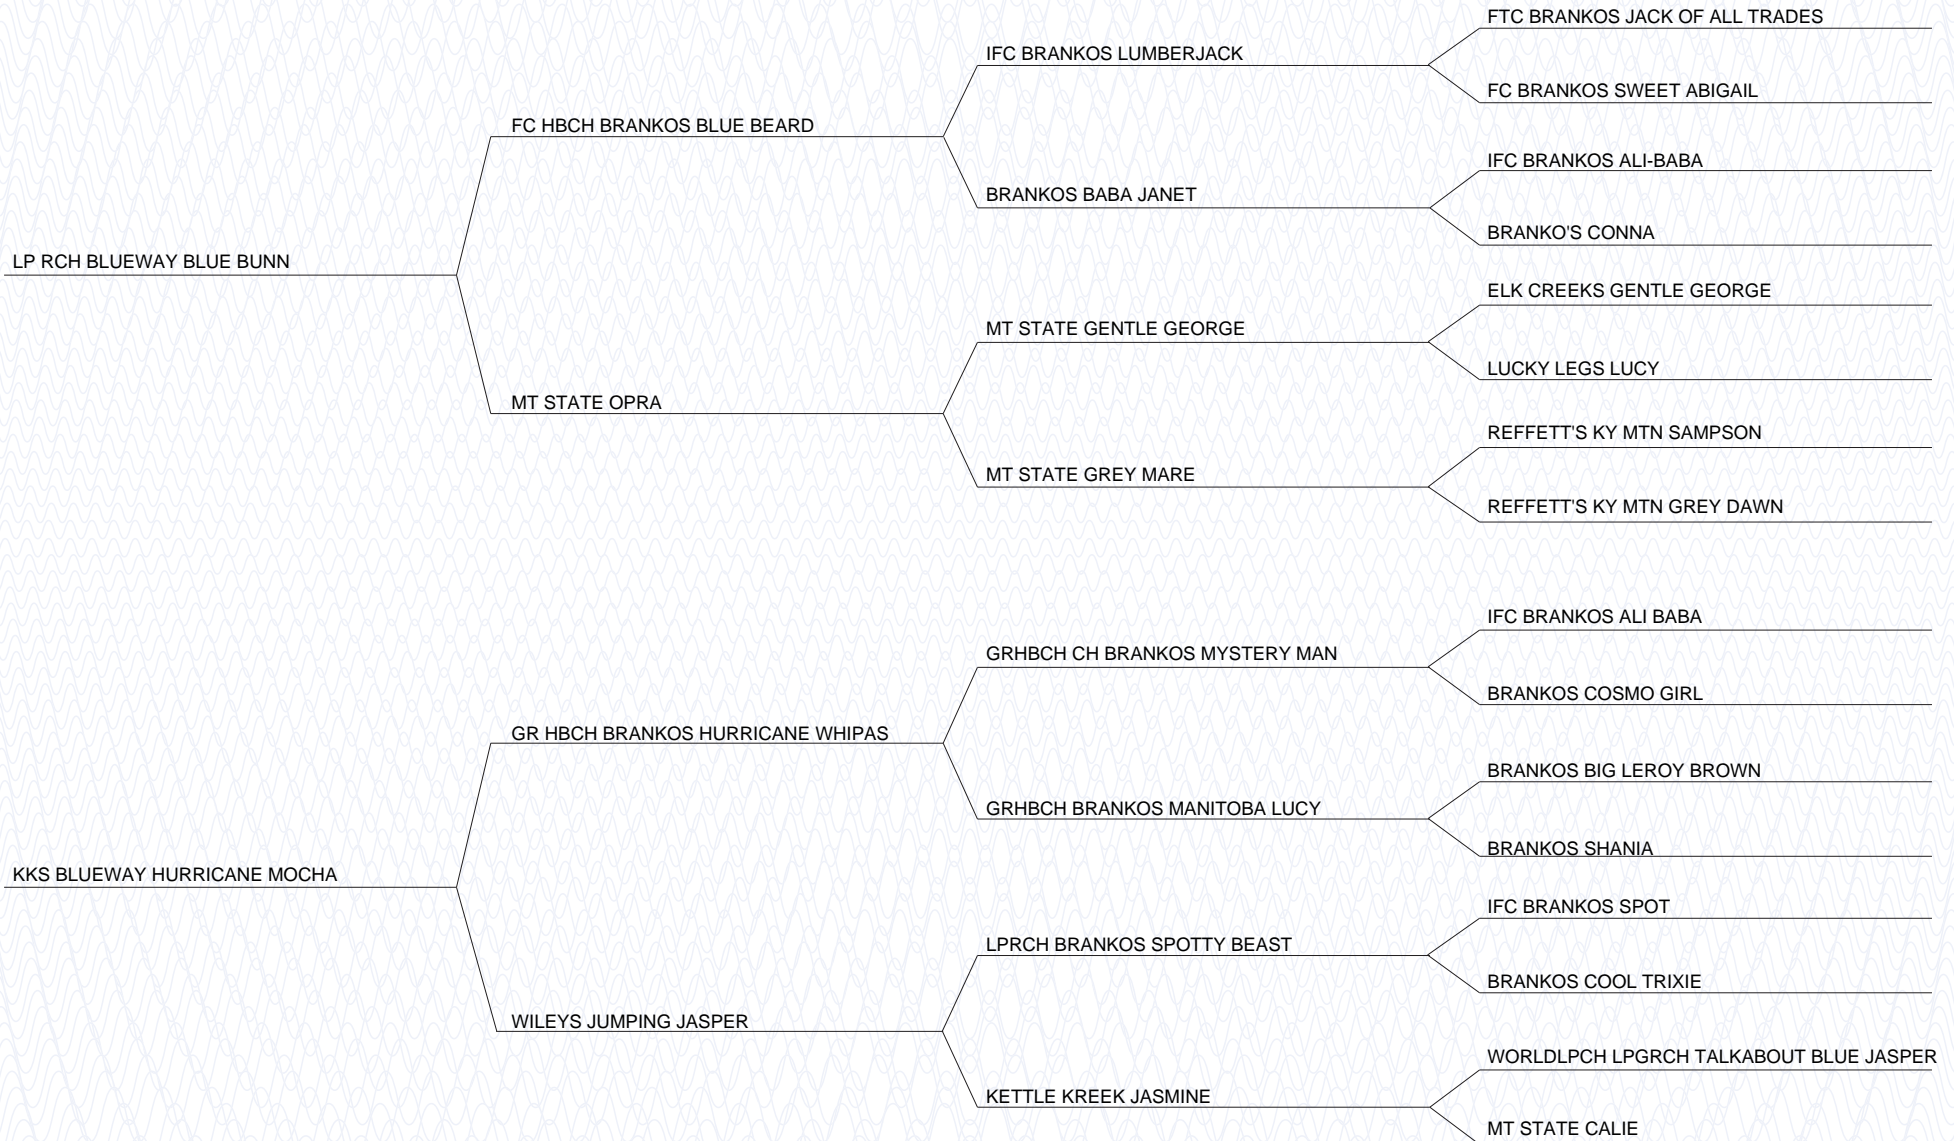 FTC BRANKOS JACK OF ALL TRADES
IFC BRANKOS LUMBERJACK
FC BRANKOS SWEET ABIGAIL
FC HBCH BRANKOS BLUE BEARD
IFC BRANKOS ALI-BABA
BRANKOS BABA JANET
BRANKO'S CONNA
LP RCH BLUEWAY BLUE BUNN
ELK CREEKS GENTLE GEORGE
MT STATE GENTLE GEORGE
LUCKY LEGS LUCY
MT STATE OPRA
REFFETT'S KY MTN SAMPSON
MT STATE GREY MARE
REFFETT'S KY MTN GREY DAWN
IFC BRANKOS ALI BABA
GRHBCH CH BRANKOS MYSTERY MAN
BRANKOS COSMO GIRL
GR HBCH BRANKOS HURRICANE WHIPAS
BRANKOS BIG LEROY BROWN
GRHBCH BRANKOS MANITOBA LUCY
BRANKOS SHANIA
KKS BLUEWAY HURRICANE MOCHA
IFC BRANKOS SPOT
LPRCH BRANKOS SPOTTY BEAST
BRANKOS COOL TRIXIE
WILEYS JUMPING JASPER
WORLDLPCH LPGRCH TALKABOUT BLUE JASPER
KETTLE KREEK JASMINE
MT STATE CALIE